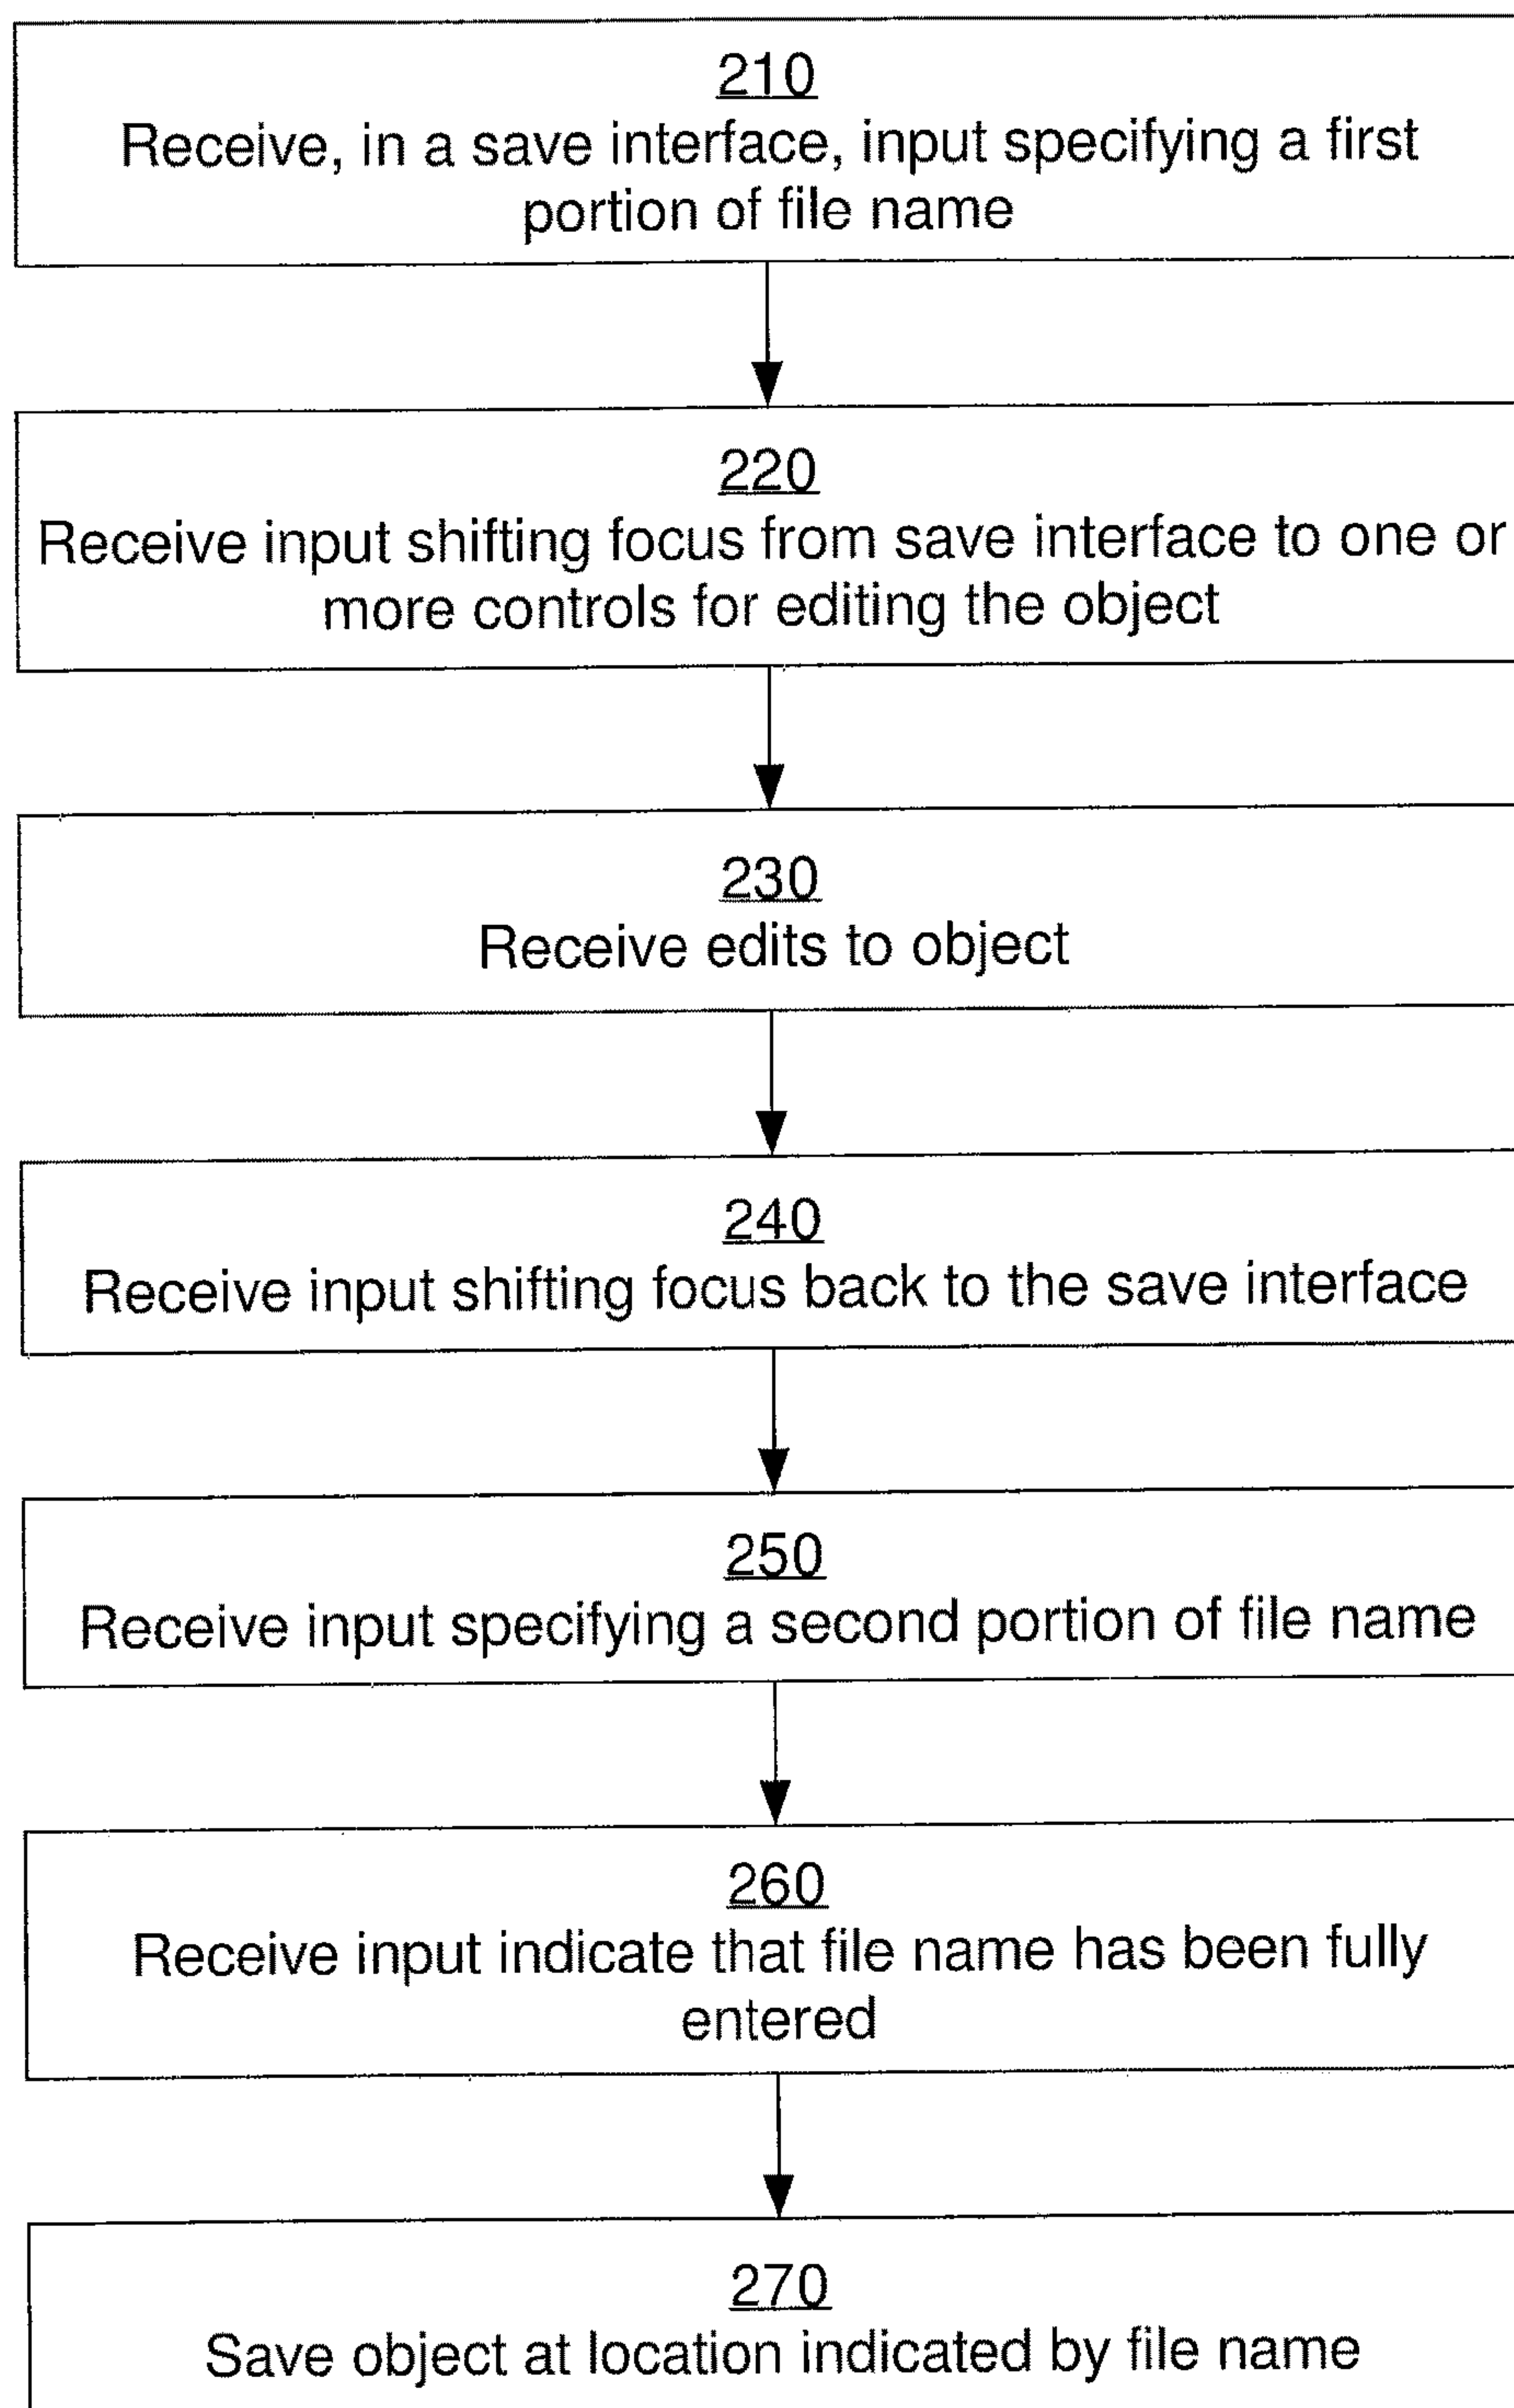 210
Receive, in a save interface, input specifying a first
portion of file name
220
Receive input shifting focus from save interface to one or
more controls for editing the object
230
Receive edits to object
240
Receive input shifting focus back to the save interface
250
Receive input specifying a second portion of file name
260
Receive input indicate that file name has been fully
entered
270
Save object at location indicated by file name